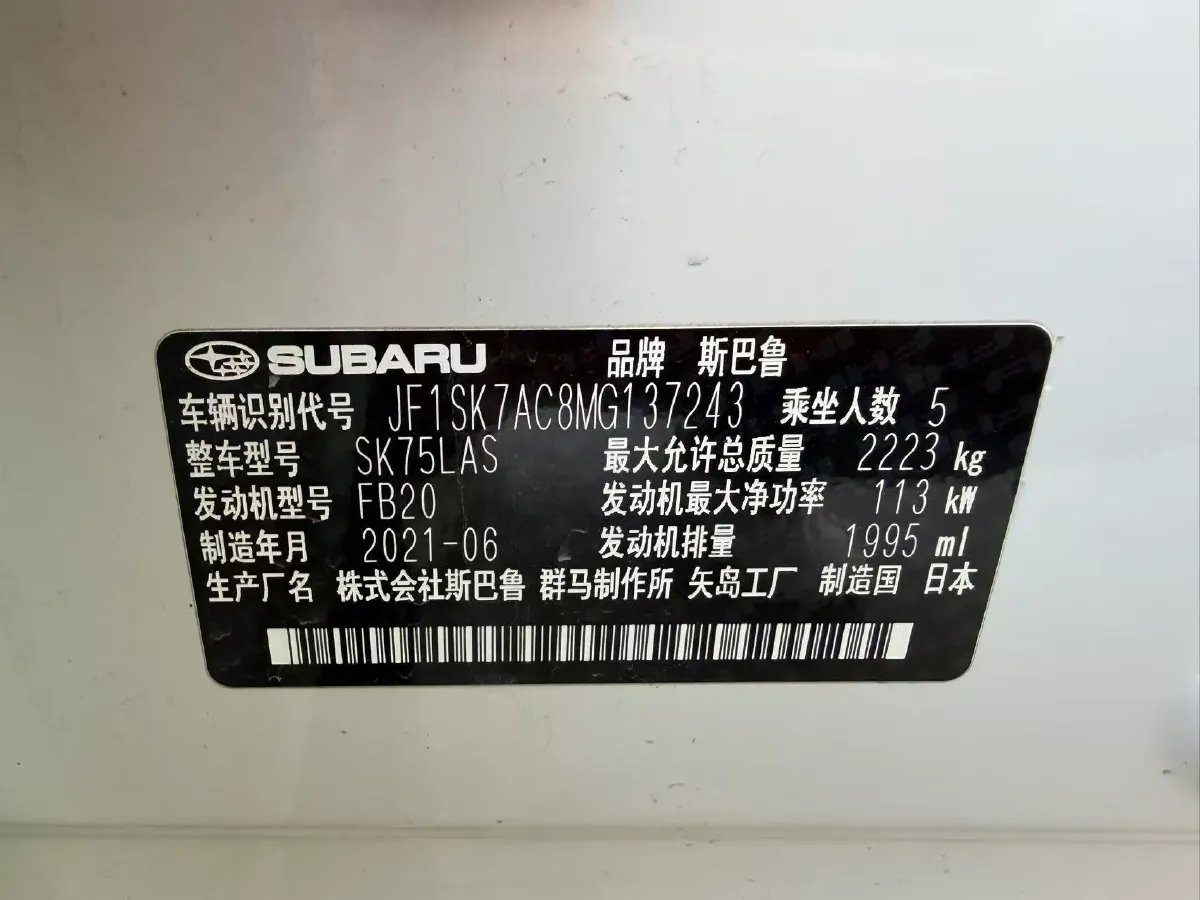 SUBARU 品牌 斯巴鲁
车辆识别代号 JF1SK7AC8MG137243 乘坐人数 5
整车型号 SK75LAS 最大允许总质量 2223 kg
发动机型号 FB20 发动机最大净功率 113 kW
制造年月 2021-06 发动机排量 1995 ml
生产厂名 株式会社斯巴鲁 群马制作所 矢岛工厂 制造国 日本